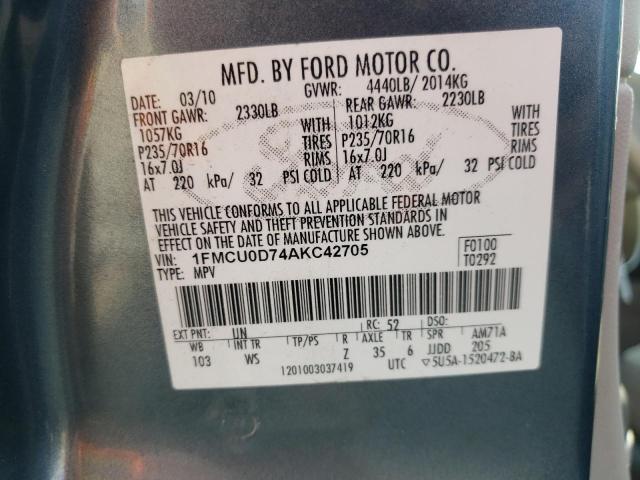 MFD. BY FORD MOTOR CO.
DATE: 03/10 GVWR: 4440LB/ 2014KG
FRONT GAWR: 2330LB REAR GAWR: 2230LB
1057KG WITH 1012KG WITH
P235/70R16 TIRES P235/70R16 TIRES
16x7.0J RIMS 16x7.0J RIMS
AT 220 kPa/ 32 PSI COLD AT 220 kPa/ 32 PSI COLD
Ford
THIS VEHICLE CONFORMS TO ALL APPLICABLE FEDERAL MOTOR
VEHICLE SAFETY AND THEFT PREVENTION STANDARDS IN
EFFECT ON THE DATE OF MANUFACTURE SHOWN ABOVE.
VIN: 1FMCU0D74AKC42705 F0100
TYPE: MPV T0292
EXT PNT: UN RC: 52 DSO:
WB INT TR TP/PS R AXLE TR SPR AM71A
103 WS Z 35 6 JJDD 205
1201003037419 UTC ▽5U5A-1520472-BA